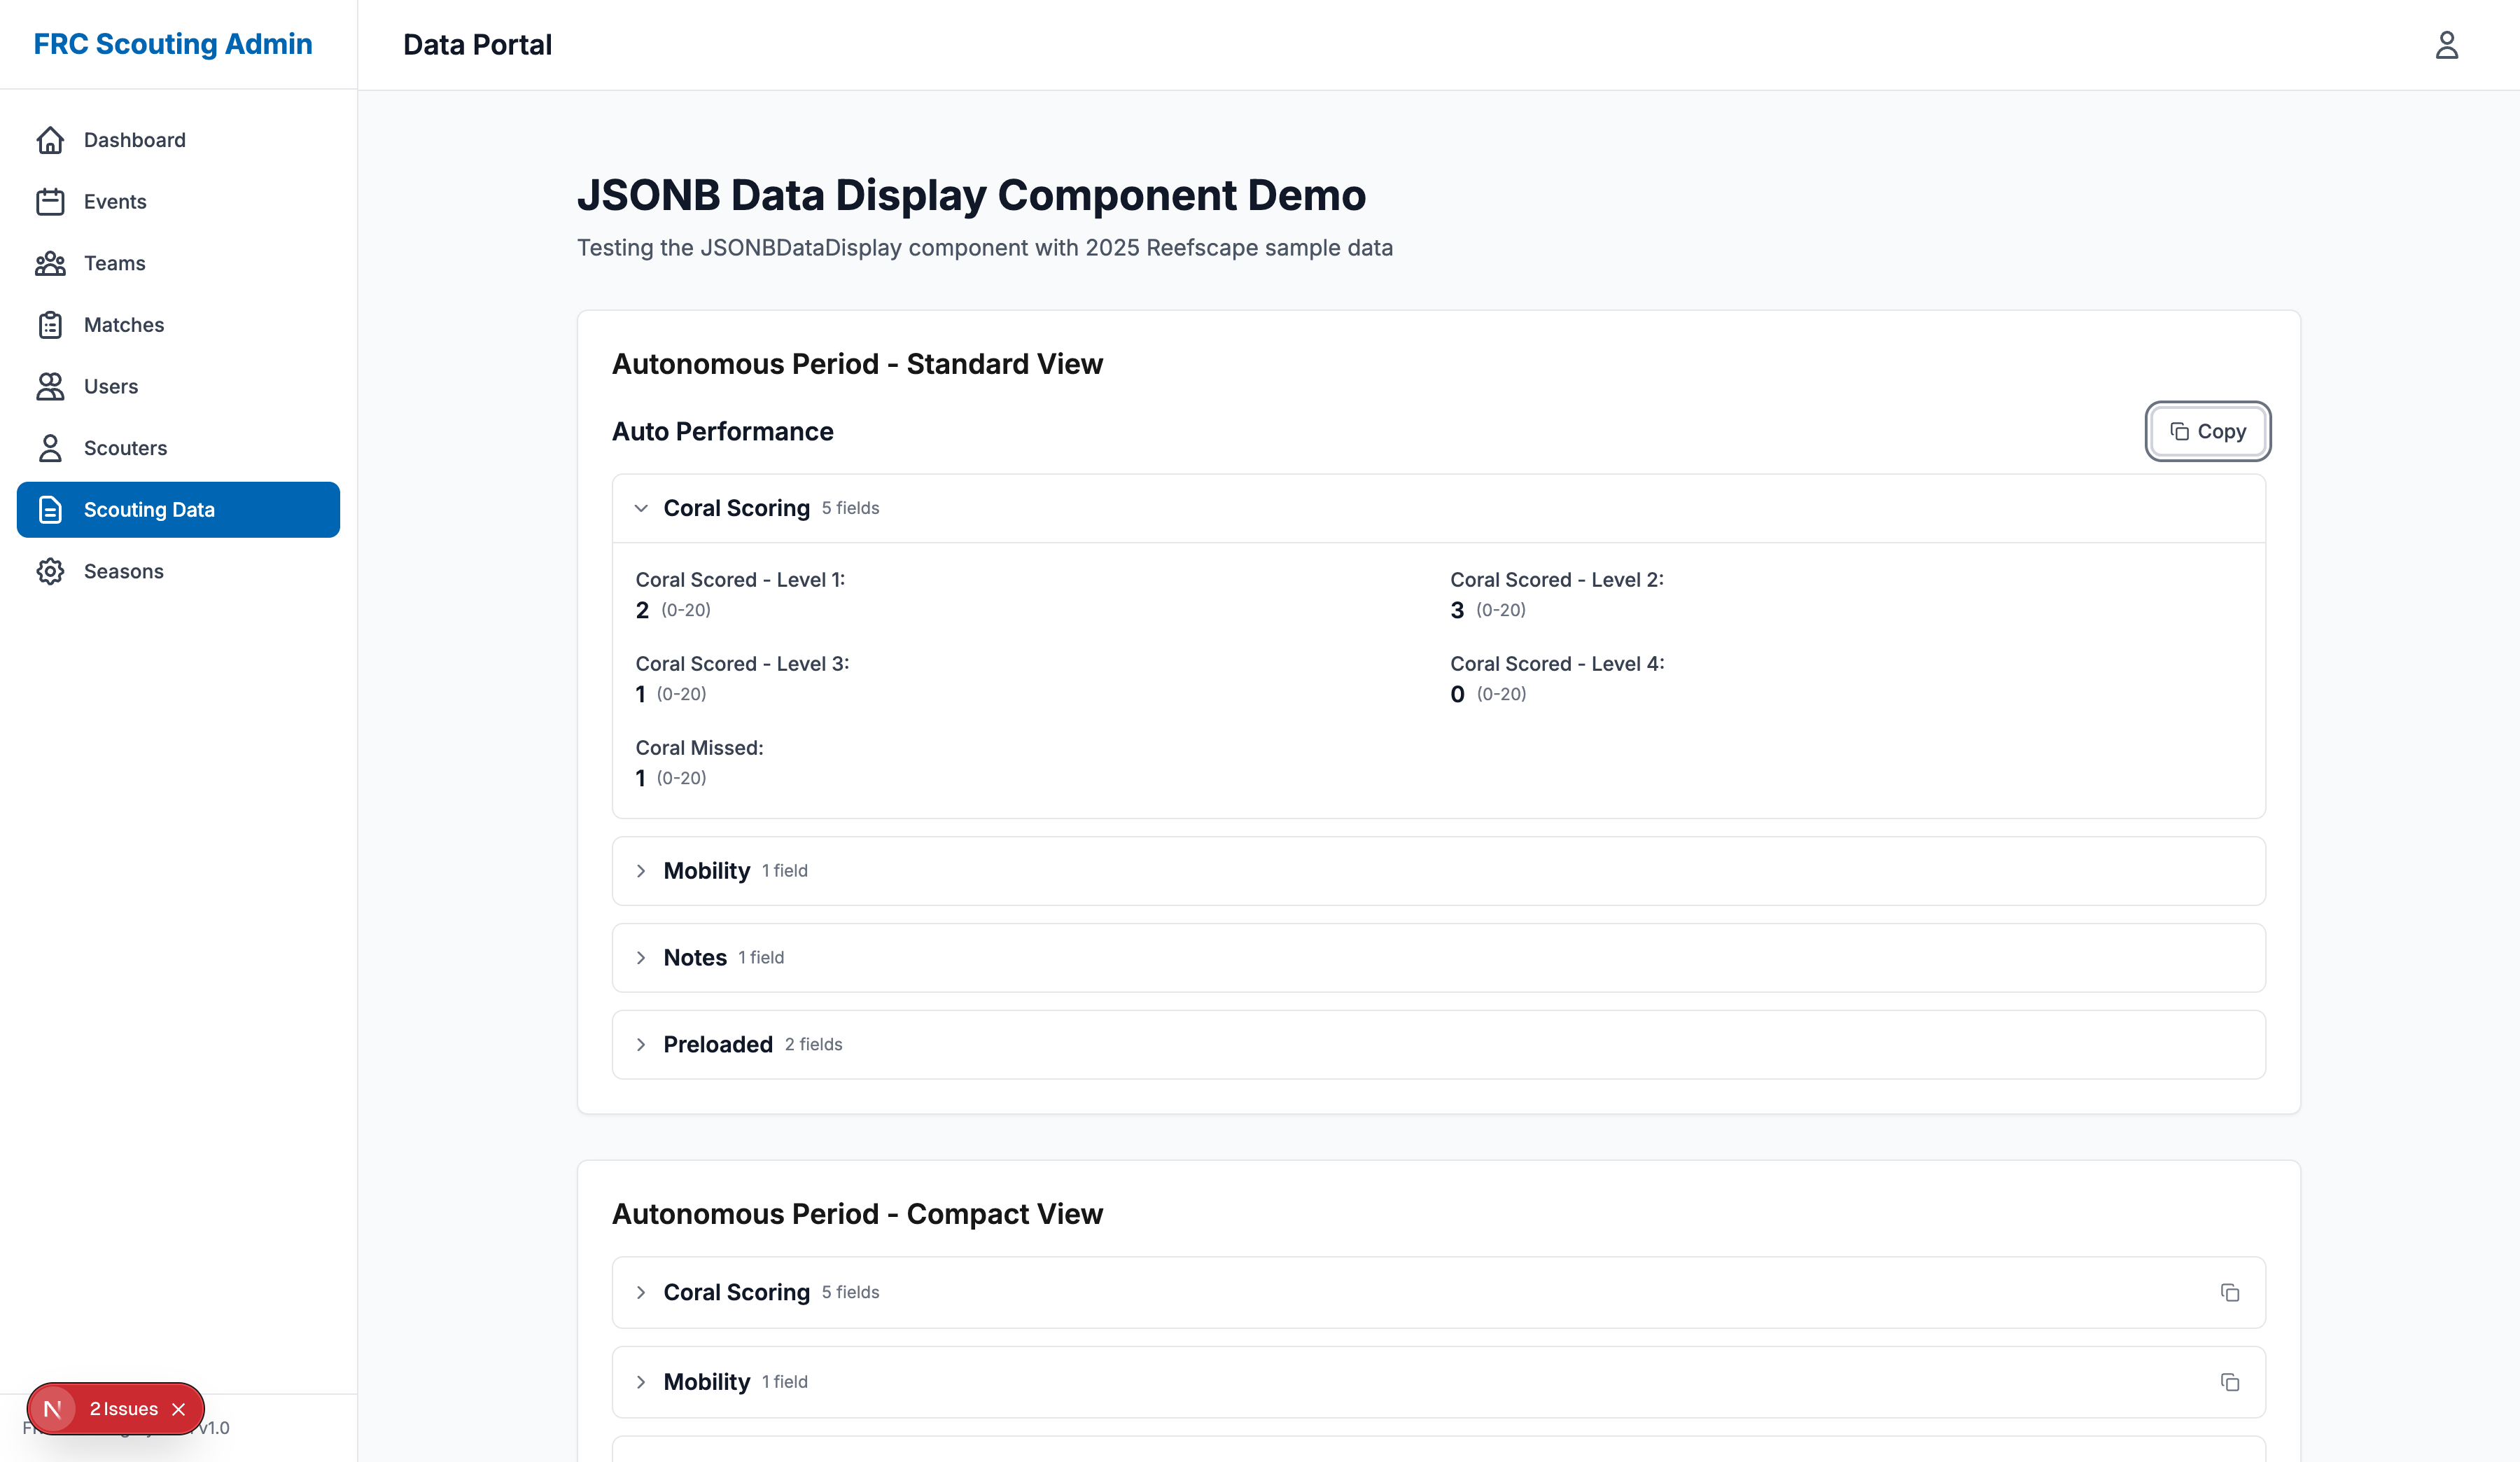 FRC Scouting Admin
Data Portal
Dashboard
Events
Teams
Matches
Users
Scouters
Scouting Data
Seasons
N 2 Issues
v1.0
JSONB Data Display Component Demo
Testing the JSONBDataDisplay component with 2025 Reefscape sample data
Autonomous Period - Standard View
Auto Performance
Copy
Coral Scoring 5 fields
Coral Scored - Level 1:
2 (0-20)
Coral Scored - Level 2:
3 (0-20)
Coral Scored - Level 3:
1 (0-20)
Coral Scored - Level 4:
0 (0-20)
Coral Missed:
1 (0-20)
Mobility 1 field
Notes 1 field
Preloaded 2 fields
Autonomous Period - Compact View
Coral Scoring 5 fields
Mobility 1 field